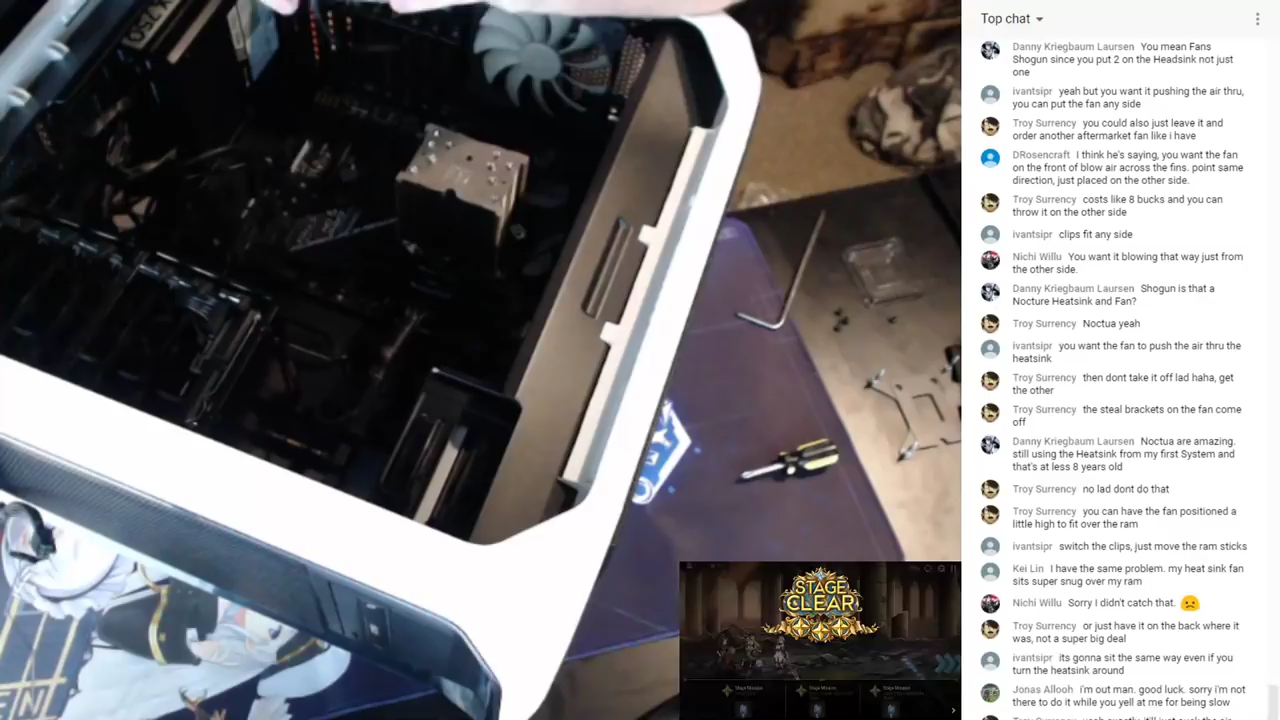 Top chat
Danny Kriegbaum Laursen You mean Fans
Shogun since you put 2 on the Headsink not just
one
ivantsipr yeah but you want it pushing the air thru,
you can put the fan any side
Troy Surrency you could also just leave it and
order another aftermarket fan like i have
DRosencraft I think he's saying, you want the fan
on the front of blow air across the fins. point same
direction, just placed on the other side.
Troy Surrency costs like 8 bucks and you can
throw it on the other side
ivantsipr clips fit any side
Nichi Willu You want it blowing that way just from
the other side.
Danny Kriegbaum Laursen Shogun is that a
Nocture Heatsink and Fan?
Troy Surrency Noctua yeah
ivantsipr you want the fan to push the air thru the
heatsink
Troy Surrency then dont take it off lad haha, get
the other
Troy Surrency the steal brackets on the fan come
off
Danny Kriegbaum Laursen Noctua are amazing.
still using the Heatsink from my first System and
that's at less 8 years old
Troy Surrency no lad dont do that
Troy Surrency you can have the fan positioned a
little high to fit over the ram
ivantsipr switch the clips, just move the ram sticks
Kei Lin I have the same problem. my heat sink fan
sits super snug over my ram
Nichi Willu Sorry I didn't catch that.
Troy Surrency or just have it on the back where it
was, not a super big deal
ivantsipr its gonna sit the same way even if you
turn the heatsink around
Jonas Allooh i'm out man. good luck. sorry i'm not
there to do it while you yell at me for being slow
STAGE
CLEAR
Stage Mission
Stage Mission
Stage Mission